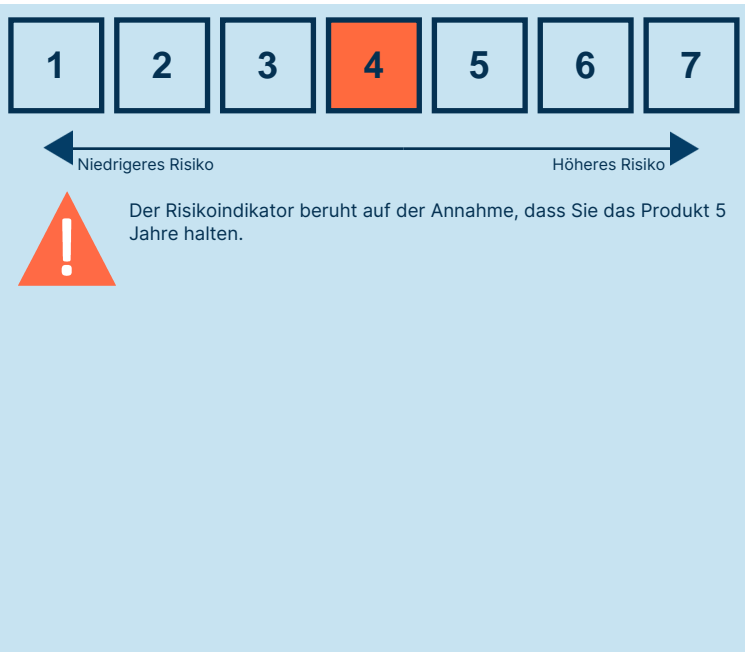 1 2 3 4 5 6 7
Niedrigeres Risiko Höheres Risiko
!
Der Risikoindikator beruht auf der Annahme, dass Sie das Produkt 5
Jahre halten.